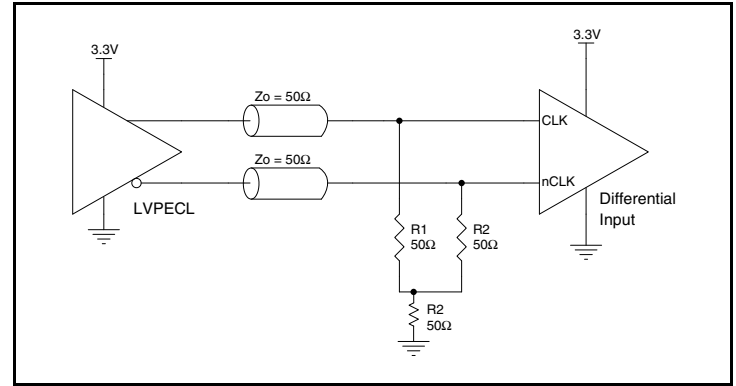 3.3V
3.3V
Zo = 50Ω
CLK
Zo = 50Ω
nCLK
LVPECL
Differential
Input
R1
50Ω
R2
50Ω
R2
50Ω